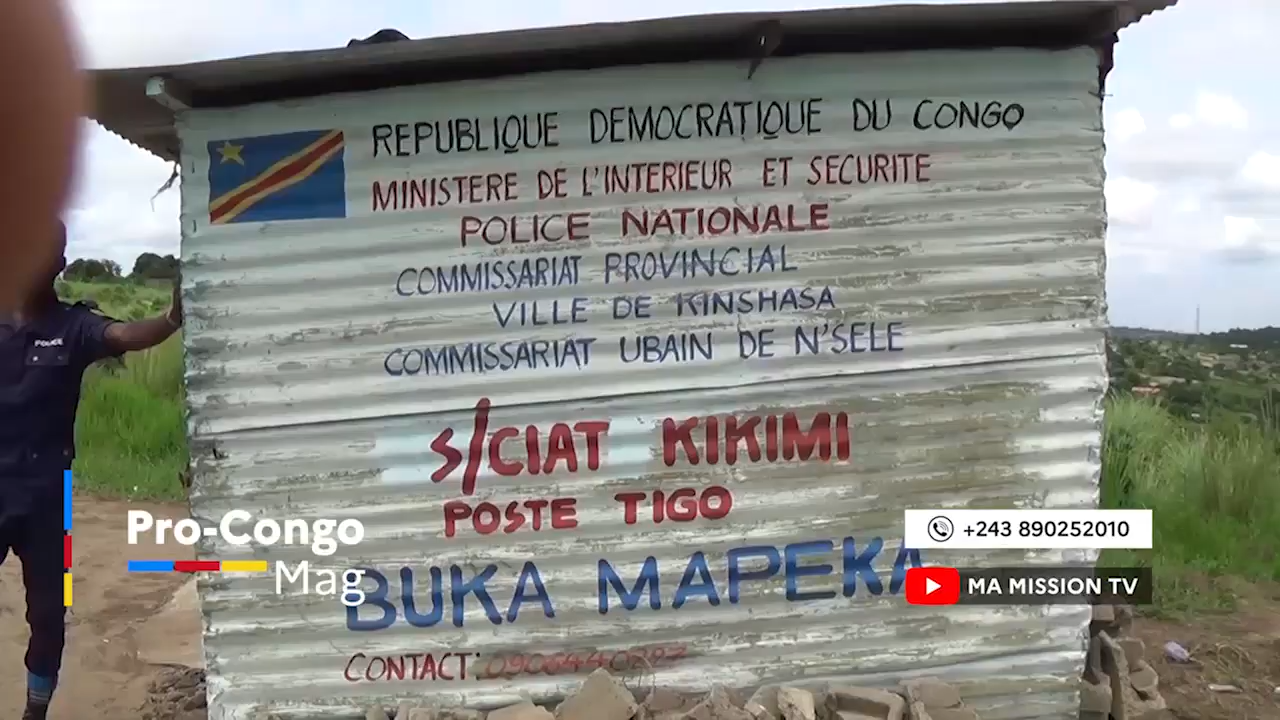 REPUBLIQUE DEMOCRATIQUE DU CONGO
MINISTERE DE L'INTERIEUR ET SECURITE
POLICE NATIONALE
COMMISSARIAT PROVINCIAL
VILLE DE KINSHASA
COMMISSARIAT UBAIN DE N'SELE
S/CIAT KIKIMI
POSTE TIGO
BUKA MAPEKA
CONTACT:
POLICE
Pro-Congo
Mag
+243 890252010
MA MISSION TV